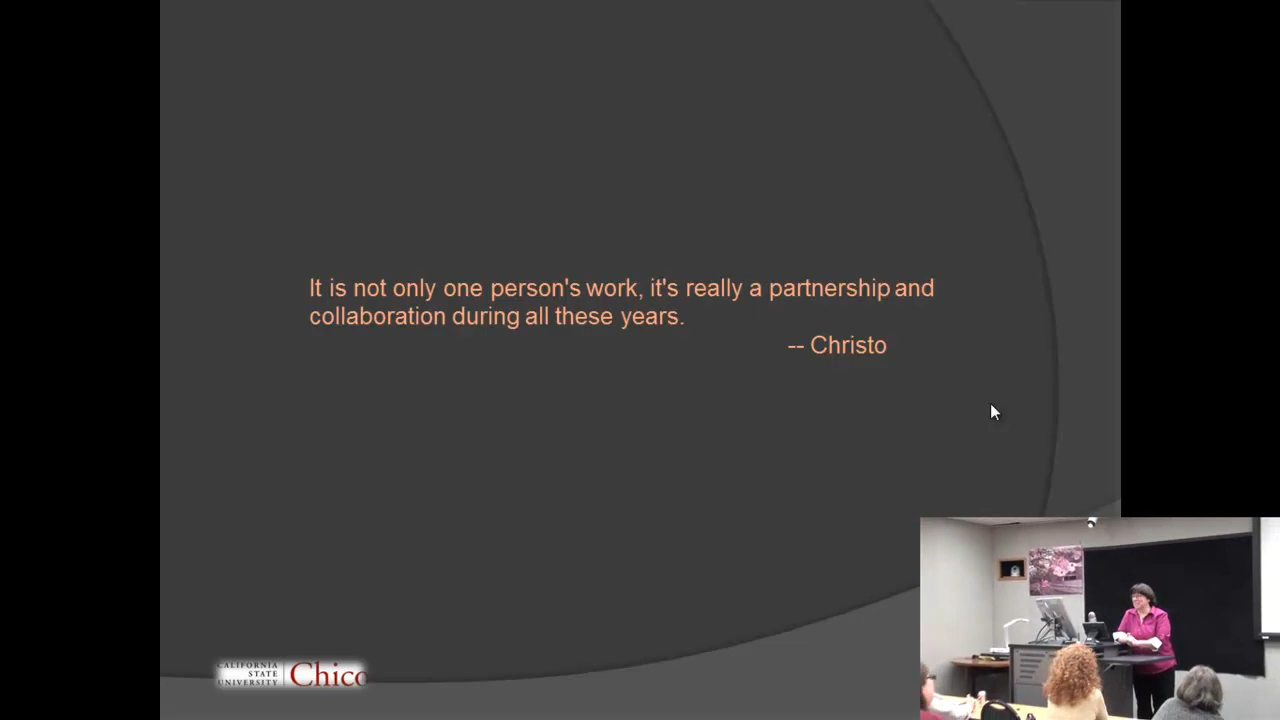 It is not only one person's work, it's really a partnership and
collaboration during all these years.
-- Christo
CALIFORNIA
STATE
UNIVERSITY
Chico